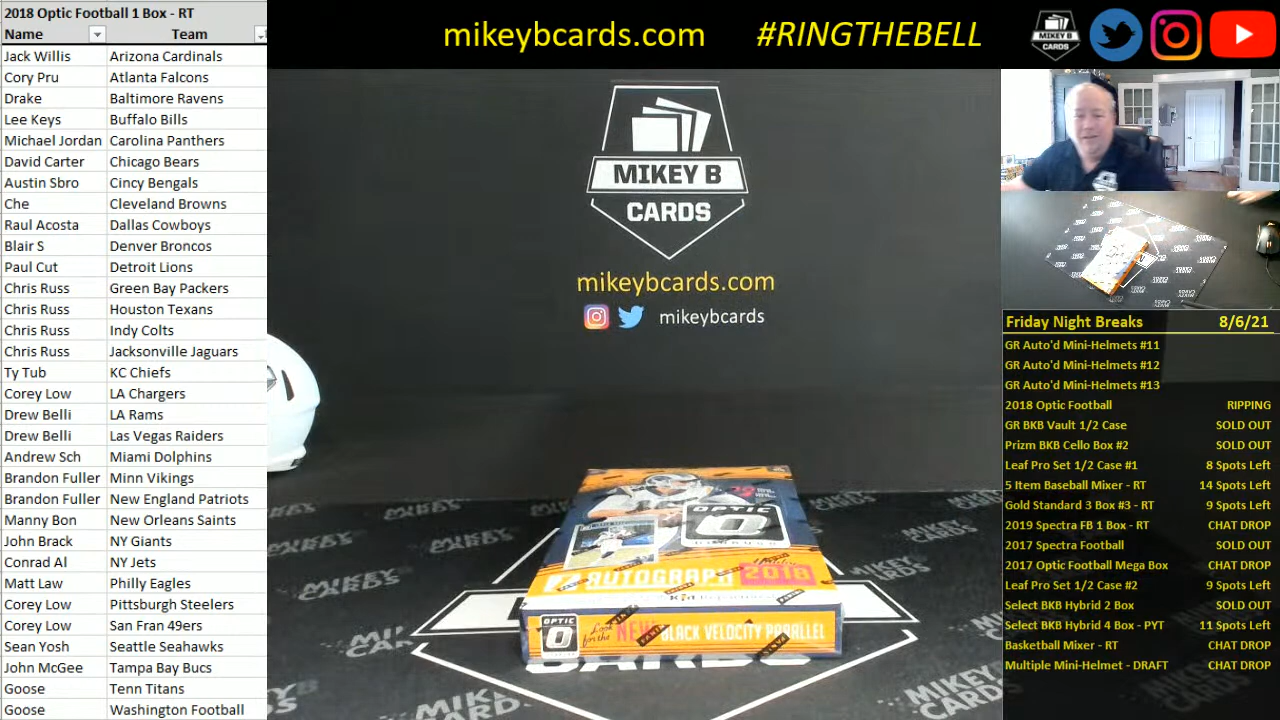 2018 Optic Football 1 Box - RT
Name Team
Jack Willis Arizona Cardinals
Cory Pru Atlanta Falcons
Drake Baltimore Ravens
Lee Keys Buffalo Bills
Michael Jordan Carolina Panthers
David Carter Chicago Bears
Austin Sbro Cincy Bengals
Che Cleveland Browns
Raul Acosta Dallas Cowboys
Blair S Denver Broncos
Paul Cut Detroit Lions
Chris Russ Green Bay Packers
Chris Russ Houston Texans
Chris Russ Indy Colts
Chris Russ Jacksonville Jaguars
Ty Tub KC Chiefs
Corey Low LA Chargers
Drew Belli LA Rams
Drew Belli Las Vegas Raiders
Andrew Sch Miami Dolphins
Brandon Fuller Minn Vikings
Brandon Fuller New England Patriots
Manny Bon New Orleans Saints
John Brack NY Giants
Conrad Al NY Jets
Matt Law Philly Eagles
Corey Low Pittsburgh Steelers
Corey Low San Fran 49ers
Sean Yosh Seattle Seahawks
John McGee Tampa Bay Bucs
Goose Tenn Titans
Goose Washington Football
mikeybcards.com #RINGTHEBELL
MIKEY B
CARDS
MIKEY B
CARDS
mikeybcards.com
mikeybcards
OPTIC
AUTOGRAPH 2018
OPTIC
Look for the NEW BLACK VELOCITY PARALLEL
PANINI
CARDS
MIKEY
CARDS
Friday Night Breaks 8/6/21
GR Auto'd Mini-Helmets #11
GR Auto'd Mini-Helmets #12
GR Auto'd Mini-Helmets #13
2018 Optic Football RIPPING
GR BKB Vault 1/2 Case SOLD OUT
Prizm BKB Cello Box #2 SOLD OUT
Leaf Pro Set 1/2 Case #1 8 Spots Left
5 Item Baseball Mixer - RT 14 Spots Left
Gold Standard 3 Box #3 - RT 9 Spots Left
2019 Spectra FB 1 Box - RT CHAT DROP
2017 Spectra Football SOLD OUT
2017 Optic Football Mega Box CHAT DROP
Leaf Pro Set 1/2 Case #2 9 Spots Left
Select BKB Hybrid 2 Box SOLD OUT
Select BKB Hybrid 4 Box - PYT 11 Spots Left
Basketball Mixer - RT CHAT DROP
Multiple Mini-Helmet - DRAFT CHAT DROP